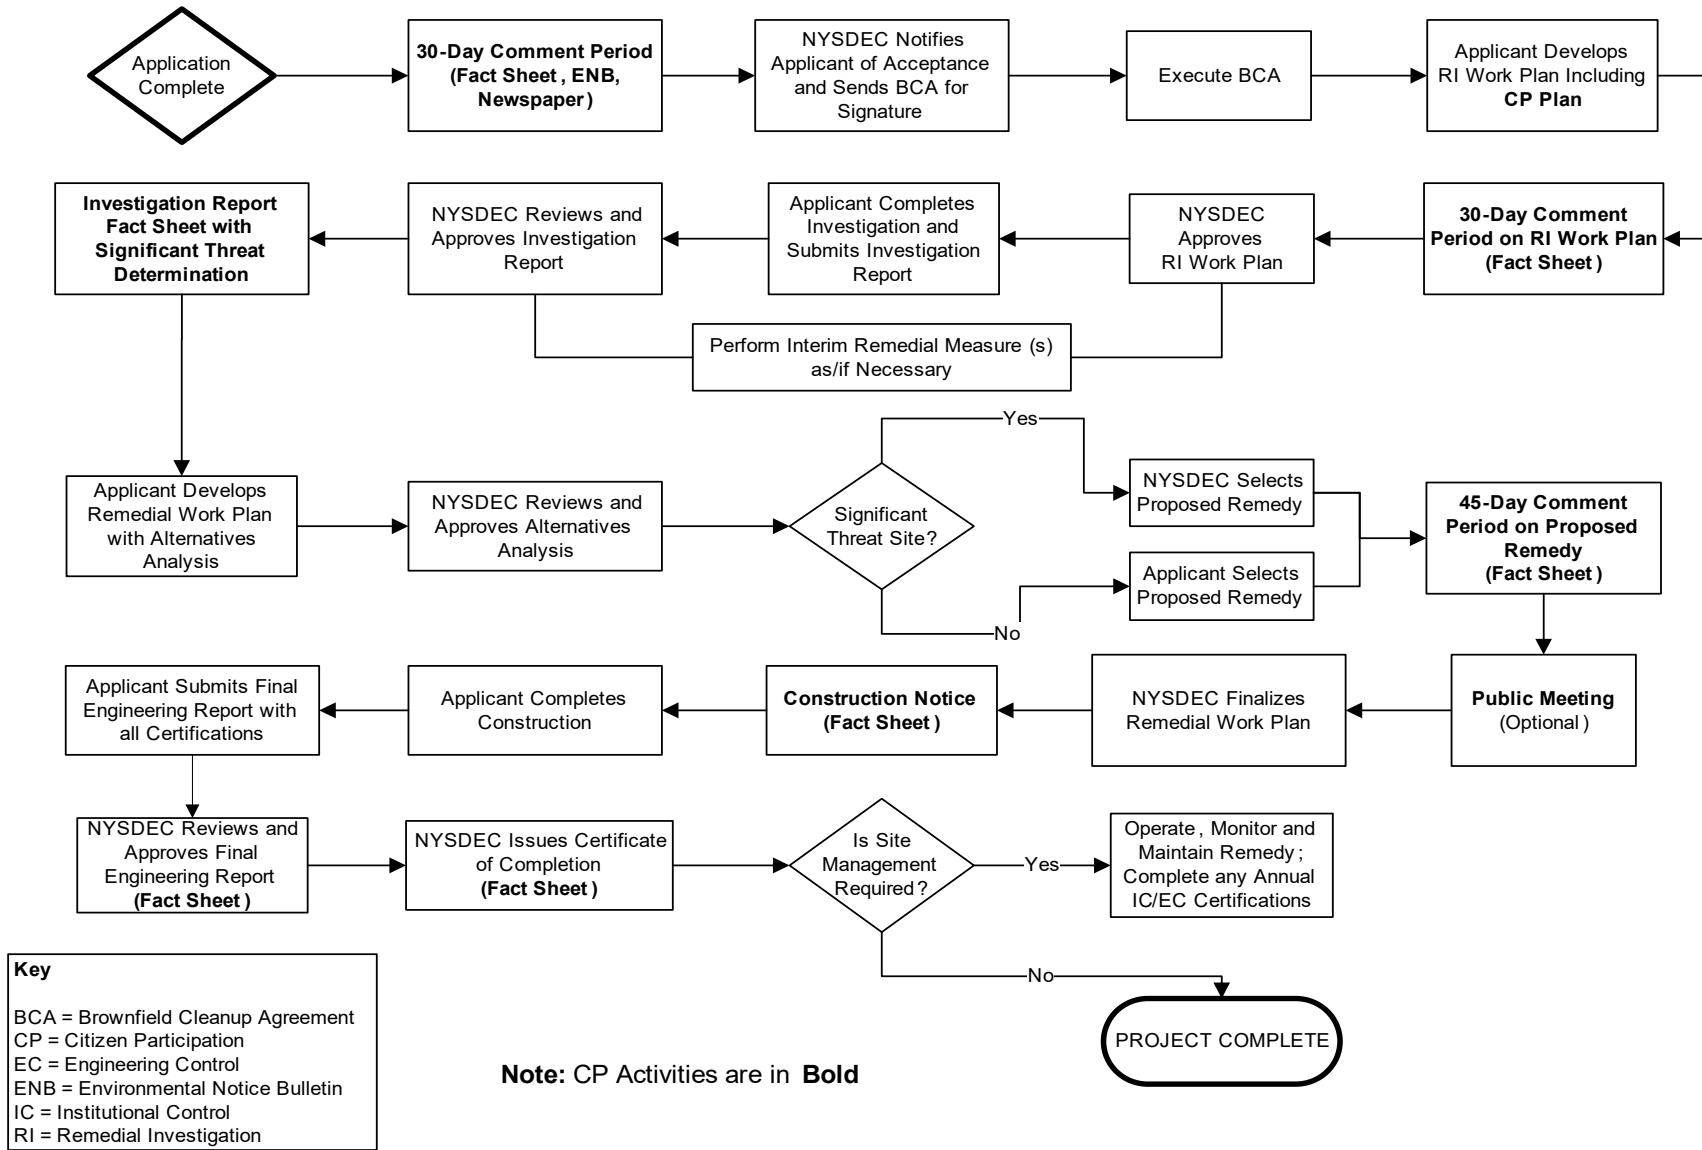 Application
Complete
30-Day Comment Period
(Fact Sheet, ENB,
Newspaper)
NYSDEC Notifies
Applicant of Acceptance
and Sends BCA for
Signature
Execute BCA
Applicant Develops
RI Work Plan Including
CP Plan
30-Day Comment
Period on RI Work Plan
(Fact Sheet)
NYSDEC
Approves
RI Work Plan
Applicant Completes
Investigation and
Submits Investigation
Report
NYSDEC Reviews and
Approves Investigation
Report
Investigation Report
Fact Sheet with
Significant Threat
Determination
Perform Interim Remedial Measure (s)
as/if Necessary
Applicant Develops
Remedial Work Plan
with Alternatives
Analysis
NYSDEC Reviews and
Approves Alternatives
Analysis
Significant
Threat Site?
Yes
No
NYSDEC Selects
Proposed Remedy
Applicant Selects
Proposed Remedy
45-Day Comment
Period on Proposed
Remedy
(Fact Sheet)
Public Meeting
(Optional)
NYSDEC Finalizes
Remedial Work Plan
Construction Notice
(Fact Sheet)
Applicant Completes
Construction
Applicant Submits Final
Engineering Report with
all Certifications
NYSDEC Reviews and
Approves Final
Engineering Report
(Fact Sheet)
NYSDEC Issues Certificate
of Completion
(Fact Sheet)
Is Site
Management
Required?
Yes
Operate, Monitor and
Maintain Remedy;
Complete any Annual
IC/EC Certifications
No
PROJECT COMPLETE
Key
BCA = Brownfield Cleanup Agreement
CP = Citizen Participation
EC = Engineering Control
ENB = Environmental Notice Bulletin
IC = Institutional Control
RI = Remedial Investigation
Note: CP Activities are in Bold